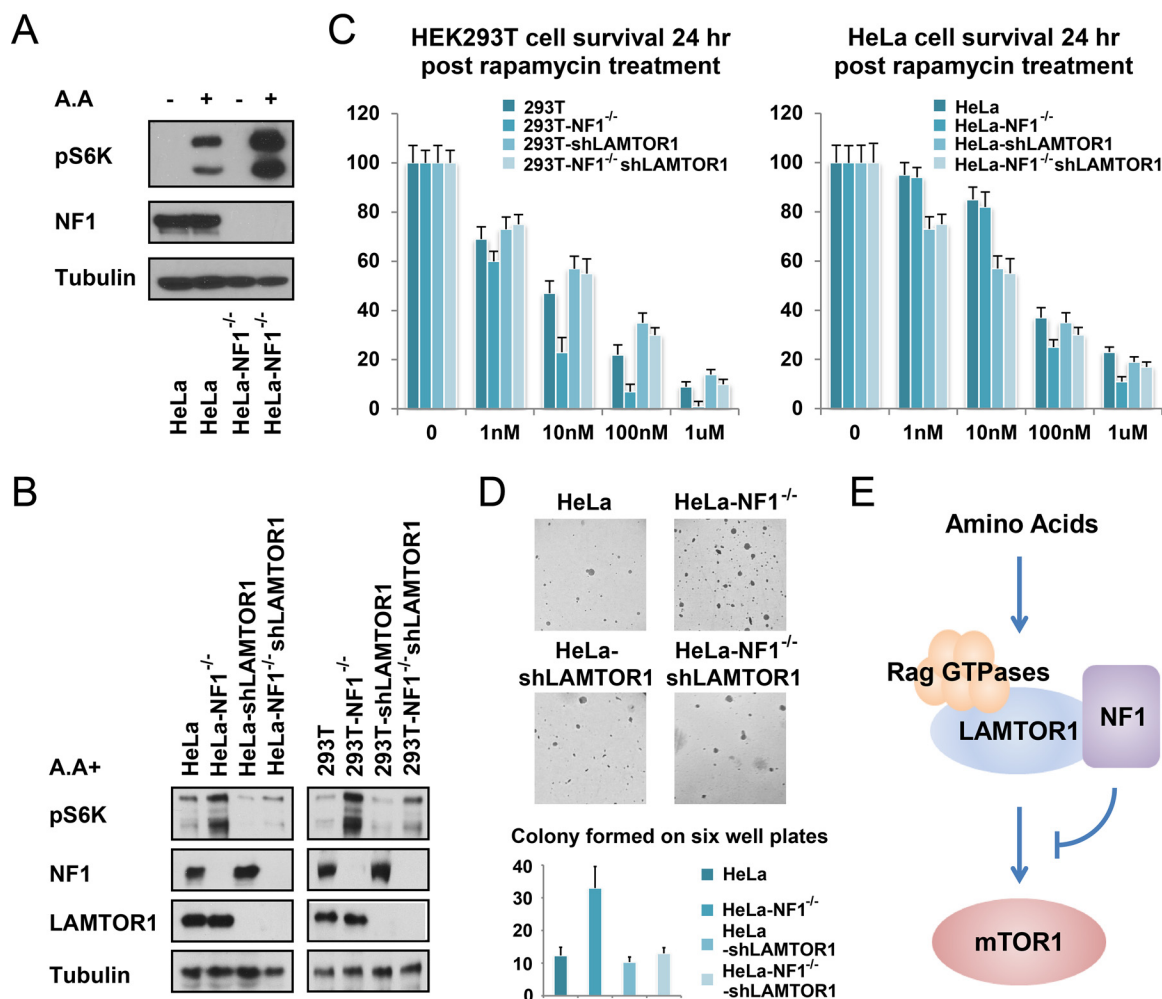 A
A.A - + - +
pS6K
NF1
Tubulin
HeLa
HeLa
HeLa-NF1-/-
HeLa-NF1-/-
C
HEK293T cell survival 24 hr
post rapamycin treatment
293T
293T-NF1-/-
293T-shLAMTOR1
293T-NF1-/-shLAMTOR1
120
100
80
60
40
20
0
0 1nM 10nM 100nM 1uM
HeLa cell survival 24 hr
post rapamycin treatment
HeLa
HeLa-NF1-/-
HeLa-shLAMTOR1
HeLa-NF1-/-shLAMTOR1
120
100
80
60
40
20
0
0 1nM 10nM 100nM 1uM
B
HeLa
HeLa-NF1-/-
HeLa-shLAMTOR1
HeLa-NF1-/-shLAMTOR1
293T
293T-NF1-/-
293T-shLAMTOR1
293T-NF1-/-shLAMTOR1
A.A+
pS6K
NF1
LAMTOR1
Tubulin
D
HeLa
HeLa-NF1-/-
HeLa-
shLAMTOR1
HeLa-NF1-/-
shLAMTOR1
Colony formed on six well plates
40
30
20
10
0
HeLa
HeLa-NF1-/-
HeLa
-shLAMTOR1
HeLa-NF1-/-
-shLAMTOR1
E
Amino Acids
Rag GTPases
LAMTOR1
NF1
mTOR1